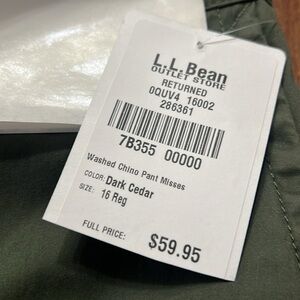 L.L.Bean
OUTLET STORE
RETURNED
0QUV4 16002
286361
7B355 00000
Washed Chino Pant Misses
COLOR: Dark Cedar
SIZE: 16 Reg
FULL PRICE: $59.95